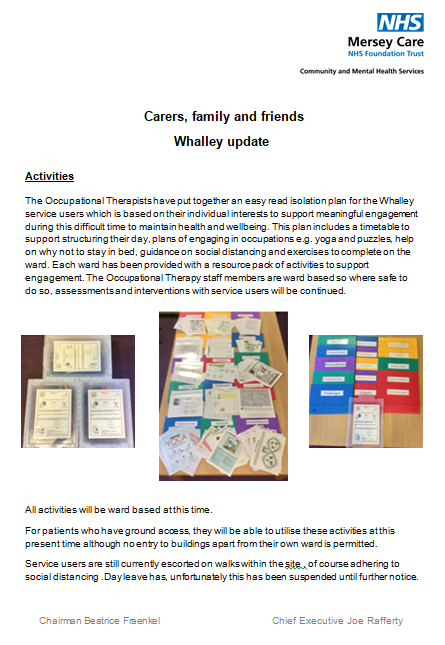 NHS
Mersey Care
NHS Foundation Trust
Community and Mental Health Services
Carers, family and friends
Whalley update
Activities
The Occupational Therapists have put together an easy read isolation plan for the Whalley
service users which is based on their individual interests to support meaningful engagement
during this difficult time to maintain health and wellbeing. This plan includes a timetable to
support structuring their day, plans of engaging in occupations e.g. yoga and puzzles, help
on why not to stay in bed, guidance on social distancing and exercises to complete on the
ward. Each ward has been provided with a resource pack of activities to support
engagement. The Occupational Therapy staff members are ward based so where safe to
do so, assessments and interventions with service users will be continued.
All activities will be ward based at this time.
For patients who have ground access, they will be able to utilise these activities at this
present time although no entry to buildings apart from their own ward is permitted.
Service users are still currently escorted on walks within the site., of course adhering to
social distancing .Day leave has, unfortunately this has been suspended until further notice.
Chairman Beatrice Fraenkel Chief Executive Joe Rafferty